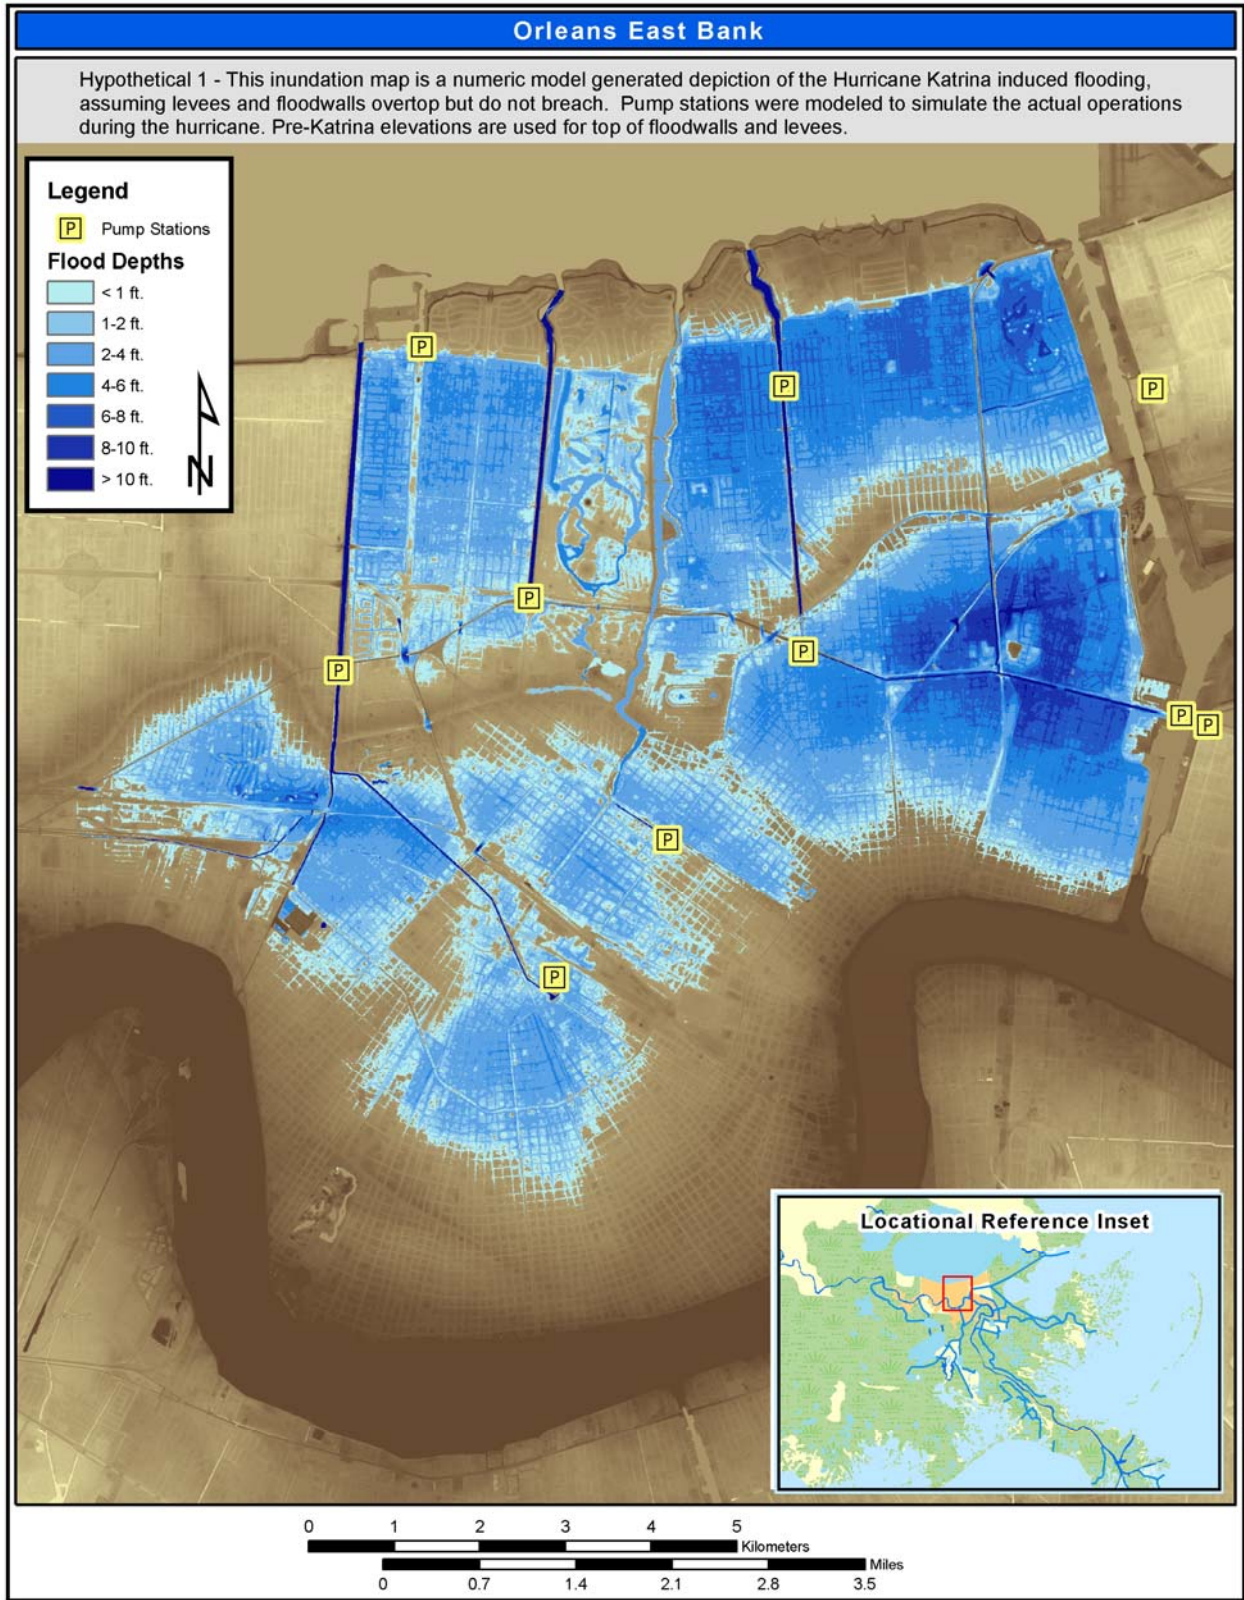 Orleans East Bank
Hypothetical 1 - This inundation map is a numeric model generated depiction of the Hurricane Katrina induced flooding,
assuming levees and floodwalls overtop but do not breach. Pump stations were modeled to simulate the actual operations
during the hurricane. Pre-Katrina elevations are used for top of floodwalls and levees.
Legend
P Pump Stations
Flood Depths
< 1 ft.
1-2 ft.
2-4 ft.
4-6 ft.
6-8 ft.
8-10 ft.
> 10 ft.
N
P
P
P
P
P
P
P
P
P
P
Locational Reference Inset
0 1 2 3 4 5
Kilometers
Miles
0 0.7 1.4 2.1 2.8 3.5